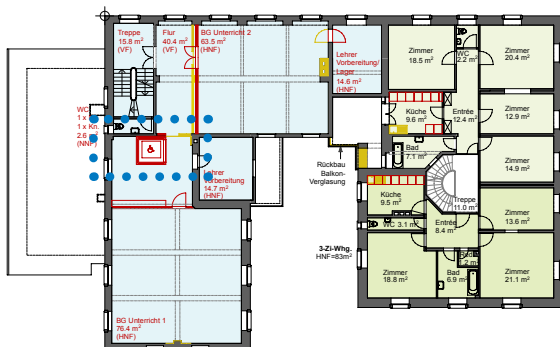 Treppe
15.8 m²
(VF)
Flur
40.4 m²
(VF)
BG Unterricht 2
63.5 m²
(HNF)
Lehrer
Vorbereitung/
Lager
14.6 m²
(HNF)
Zimmer
18.5 m²
WC
2.2 m²
Zimmer
20.4 m²
WC
1 x
1 x Kn.
2.6 m²
(NNF)
Küche
9.6 m²
Entrée
12.4 m²
Zimmer
12.9 m²
Bad
7.1 m²
Zimmer
14.9 m²
Lehrer
Vorbereitung
14.7 m²
(HNF)
Rückbau
Balkon-
Verglasung
Küche
9.5 m²
Treppe
11.0 m²
Zimmer
13.6 m²
WC 3.1 m²
Entrée
8.4 m²
3-Zi-Whg.
HNF=83m²
Zimmer
18.8 m²
Bad
6.9 m²
Bad
1.2 m²
Zimmer
21.1 m²
BG Unterricht 1
76.4 m²
(HNF)